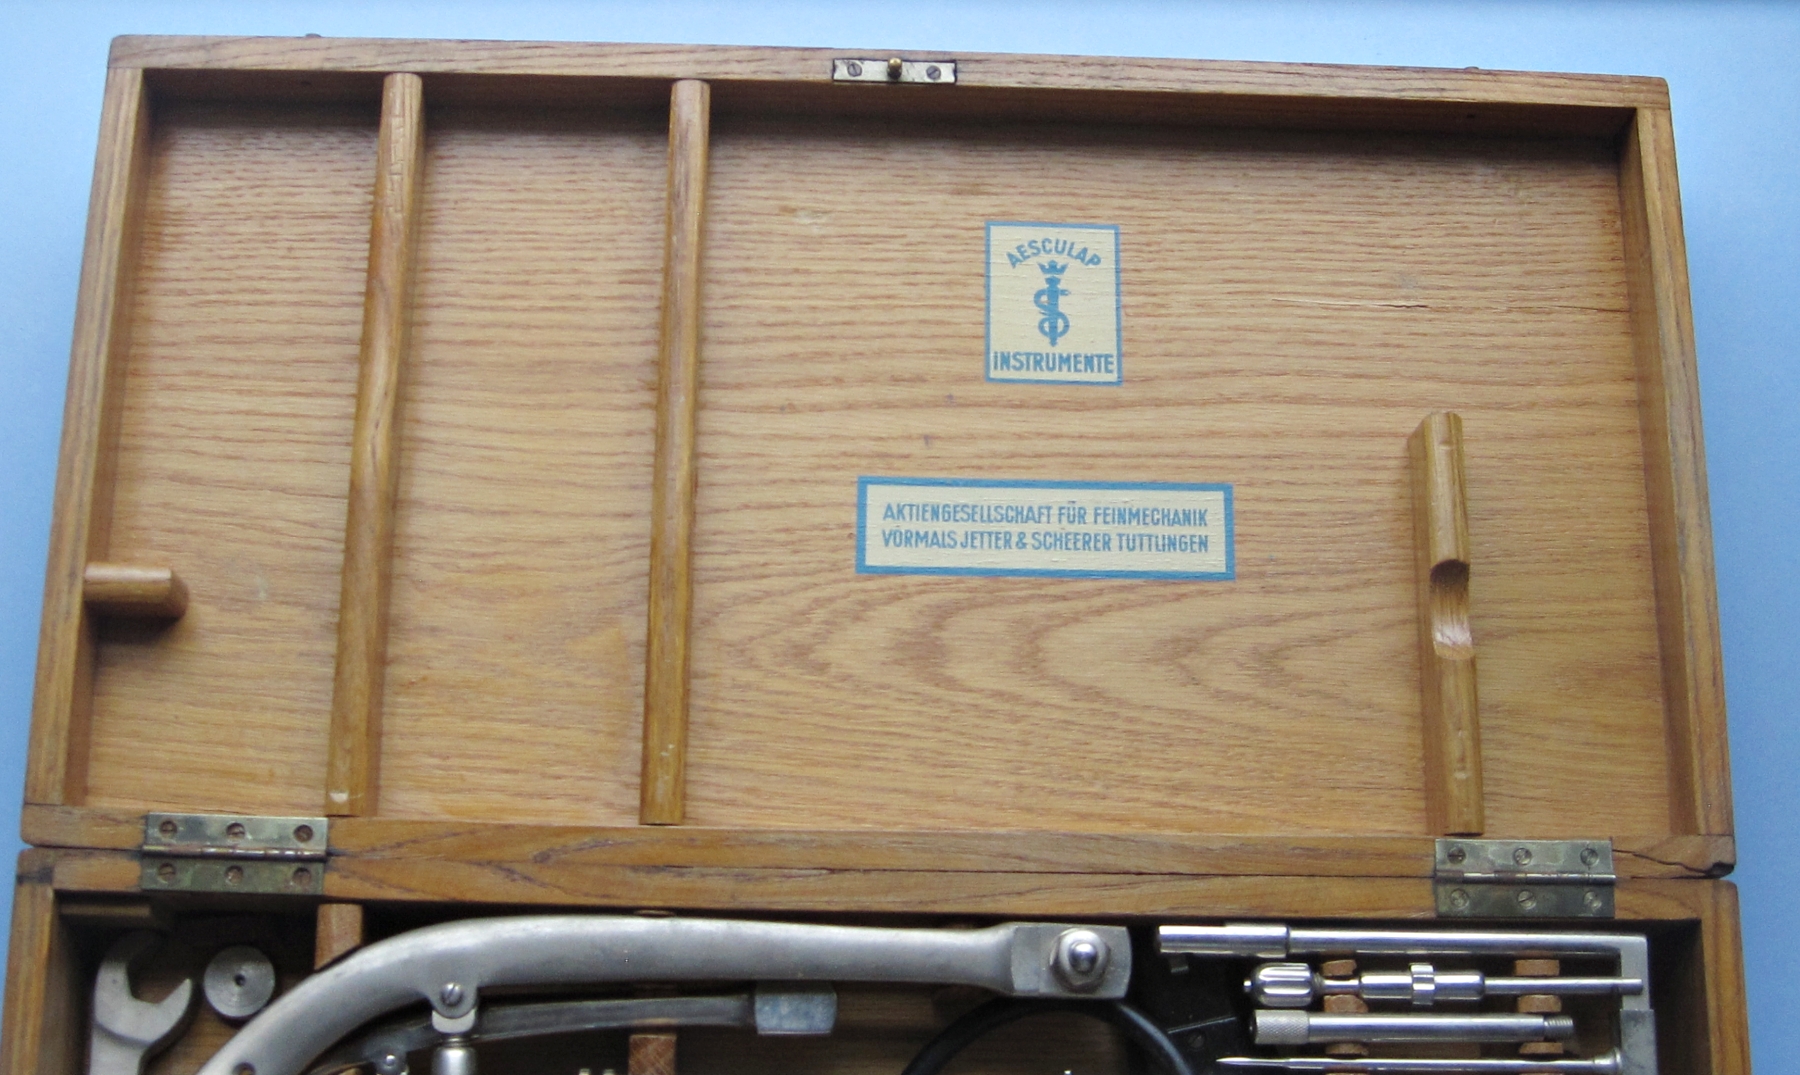 AESCULAP
INSTRUMENTE
AKTIENGESELLSCHAFT FÜR FEINMECHANIK
VORMALS JETTER & SCHEERER TUTTLINGEN